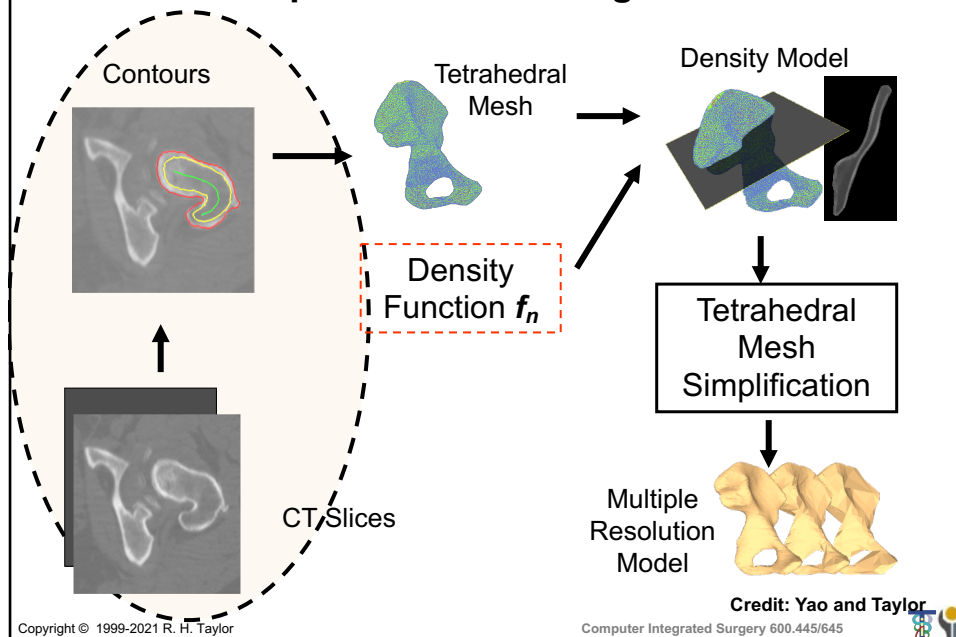 Contours
Tetrahedral
Mesh
Density Model
Density
Function fn
Tetrahedral
Mesh
Simplification
CT Slices
Multiple
Resolution
Model
Credit: Yao and Taylor
Copyright © 1999-2021 R. H. Taylor
Computer Integrated Surgery 600.445/645